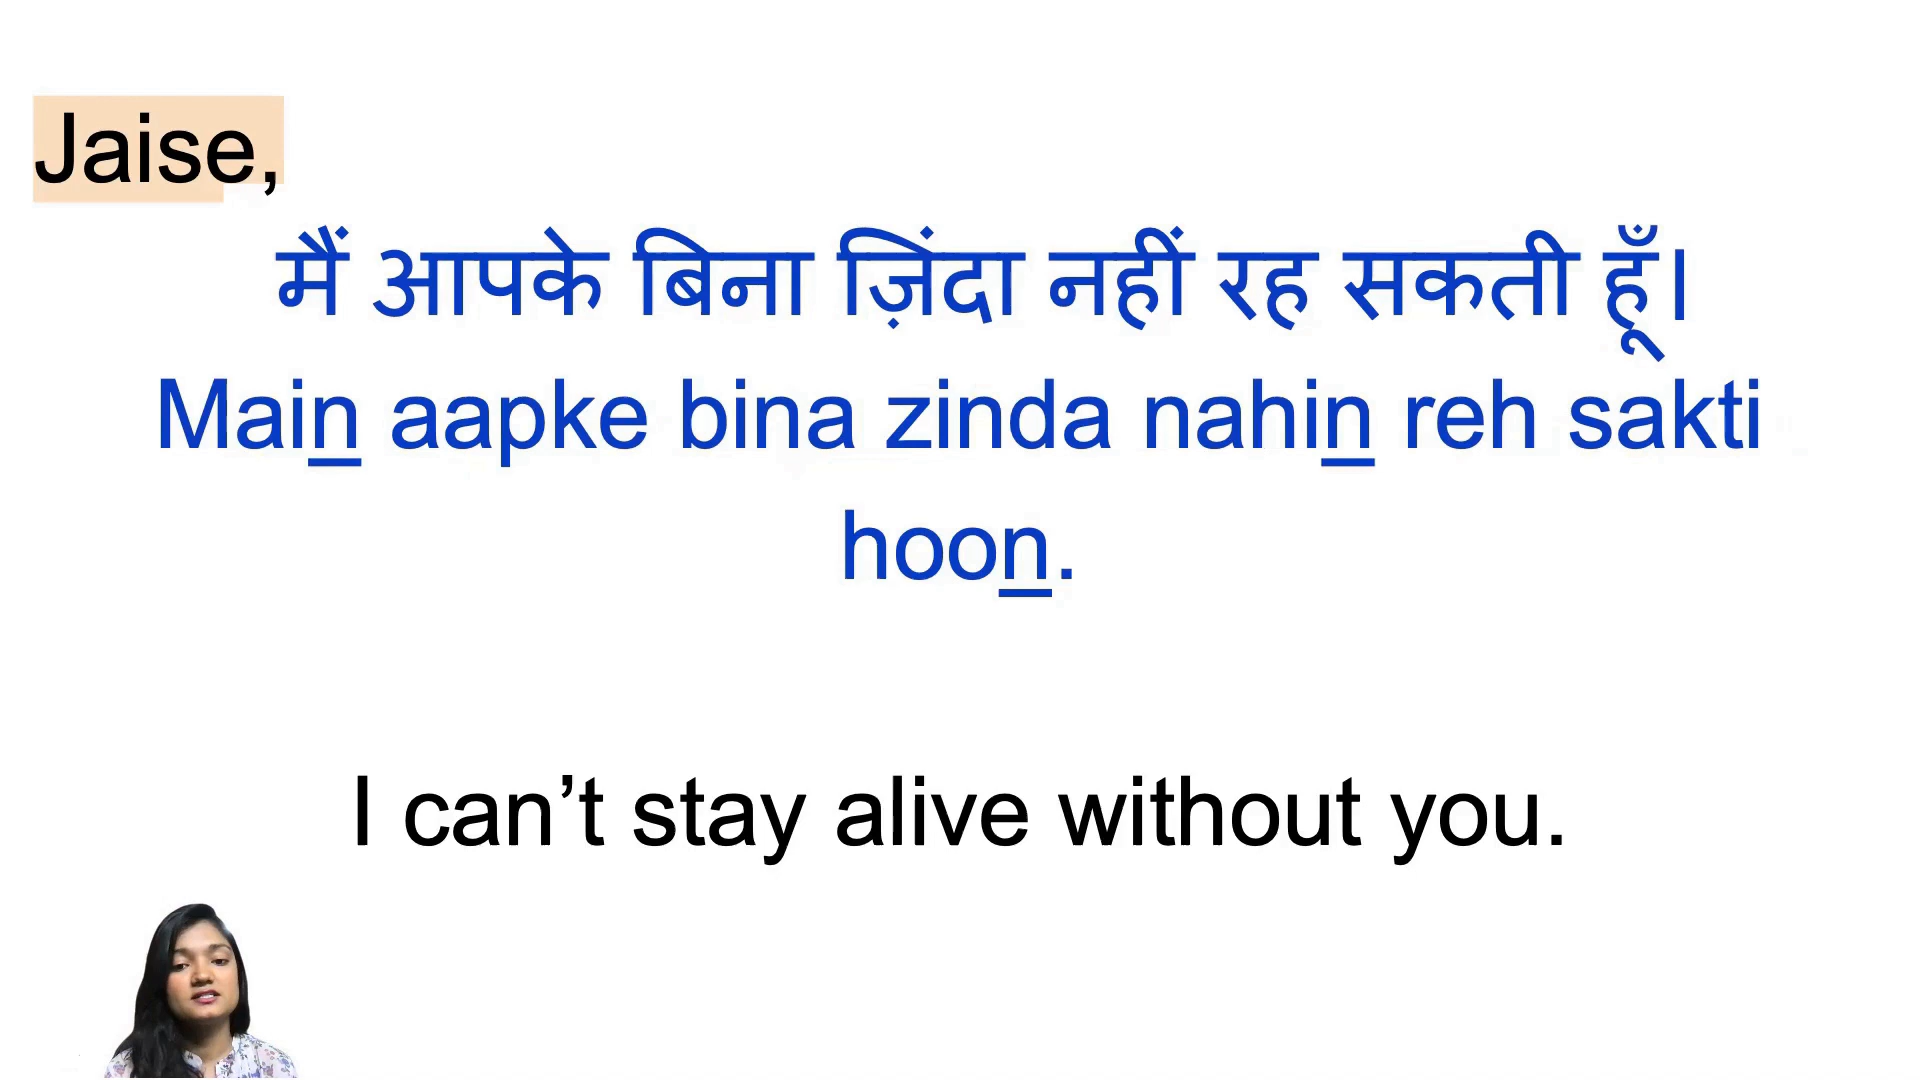 Jaise,
मैं आपके बिना ज़िंदा नहीं रह सकती हूँ।
Main aapke bina zinda nahin reh sakti
hoon.
I can’t stay alive without you.